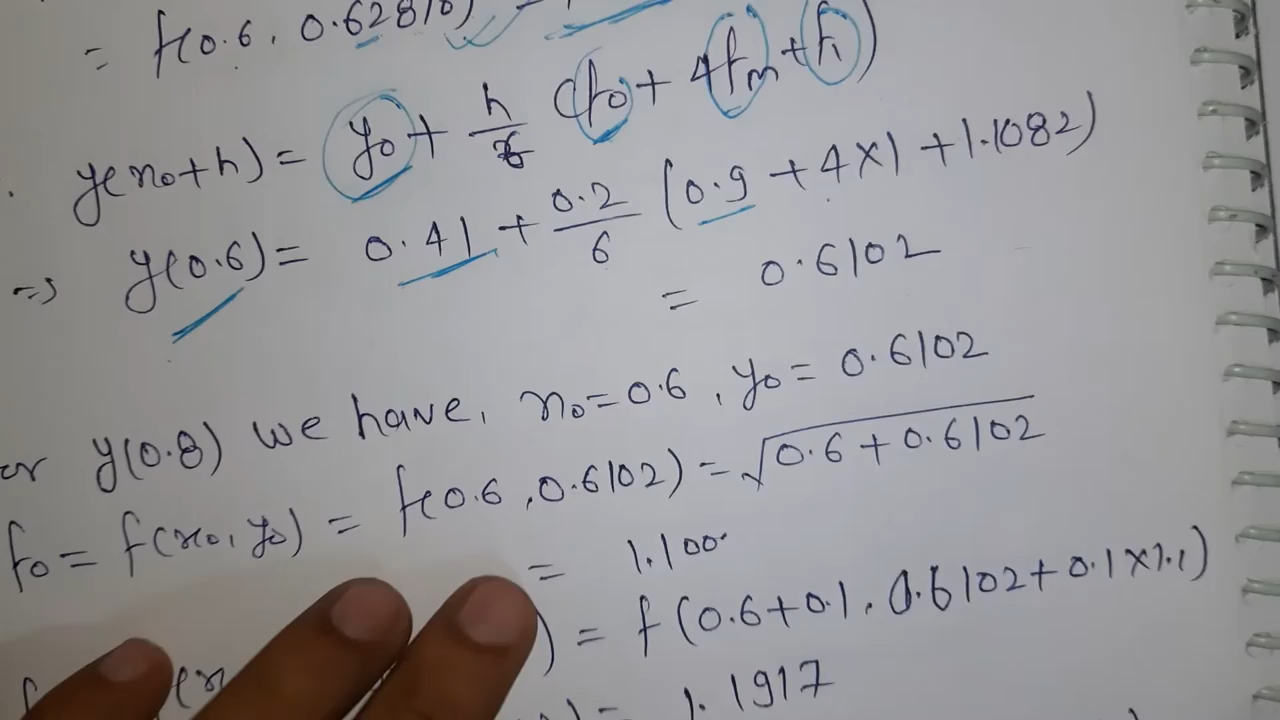 = f(0.6, 0.62818)
y(x₀+h) = y₀ + h/6 (f₀ + 4fₘ + f₁)
=> y(0.6) = 0.41 + 0.2/6 (0.9 + 4×1 + 1.1082)
= 0.6102
or y(0.8) we have, x₀=0.6, y₀=0.6102
f₀ = f(x₀, y₀) = f(0.6, 0.6102) = √0.6+0.6102
= 1.100
) = f(0.6+0.1, 0.6102+0.1×1.1)
= 1.1917